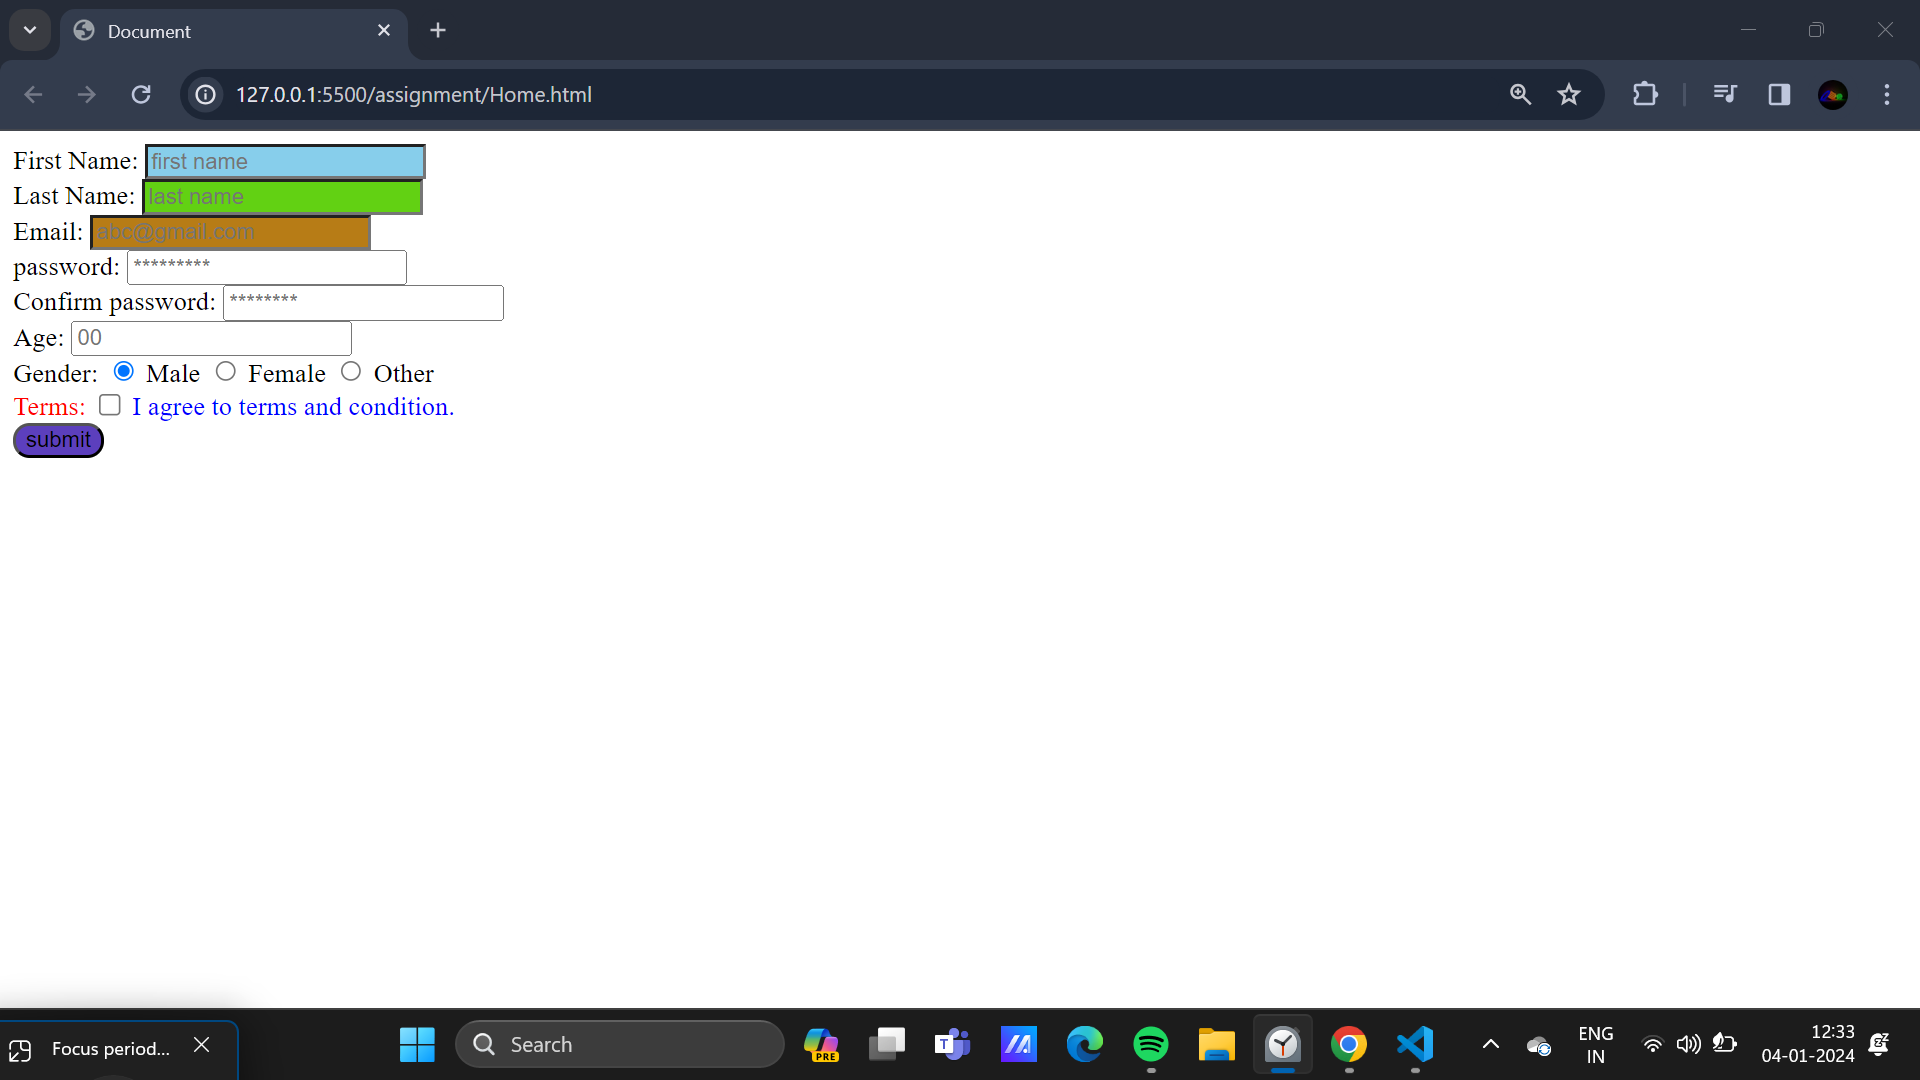 Document
127.0.0.1:5500/assignment/Home.html
First Name: first name
Last Name: last name
Email: abc@gmail.com
password: *********
Confirm password: ********
Age: 00
Gender: Male Female Other
Terms: I agree to terms and condition.
submit
Focus period...
Search
PRE
T
ENG
IN
12:33
04-01-2024